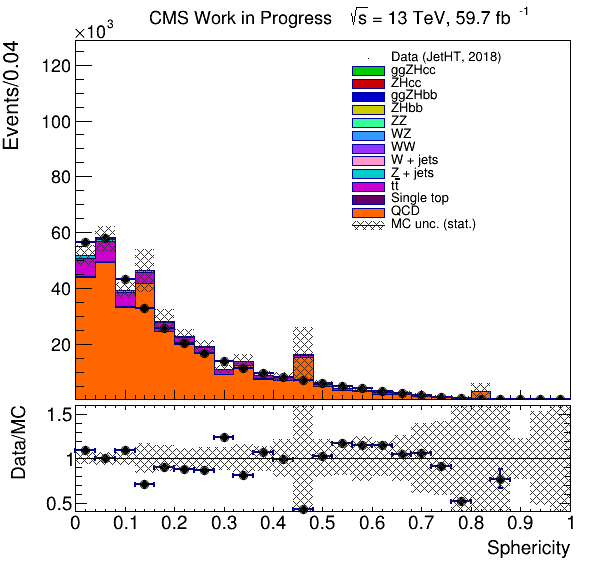 CMS Work in Progress √s = 13 TeV, 59.7 fb⁻¹
×10³
Events/0.04
120
100
80
60
40
20
Data (JetHT, 2018)
ggZHcc
ZHcc
ggZHbb
ZHbb
ZZ
WZ
WW
W + jets
Z + jets
tt̅
Single top
QCD
MC unc. (stat.)
Data/MC
1.5
1
0.5
0 0.1 0.2 0.3 0.4 0.5 0.6 0.7 0.8 0.9 1
Sphericity